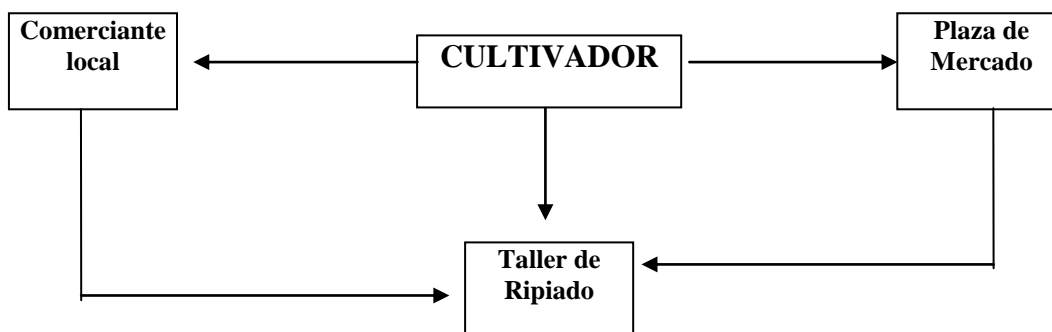 Comerciante
local
CULTIVADOR
Plaza de
Mercado
Taller de
Ripiado